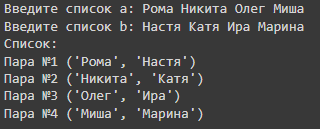 Введите список a: Рома Никита Олег Миша
Введите список b: Настя Катя Ира Марина
Список:
Пара №1 ('Рома', 'Настя')
Пара №2 ('Никита', 'Катя')
Пара №3 ('Олег', 'Ира')
Пара №4 ('Миша', 'Марина')